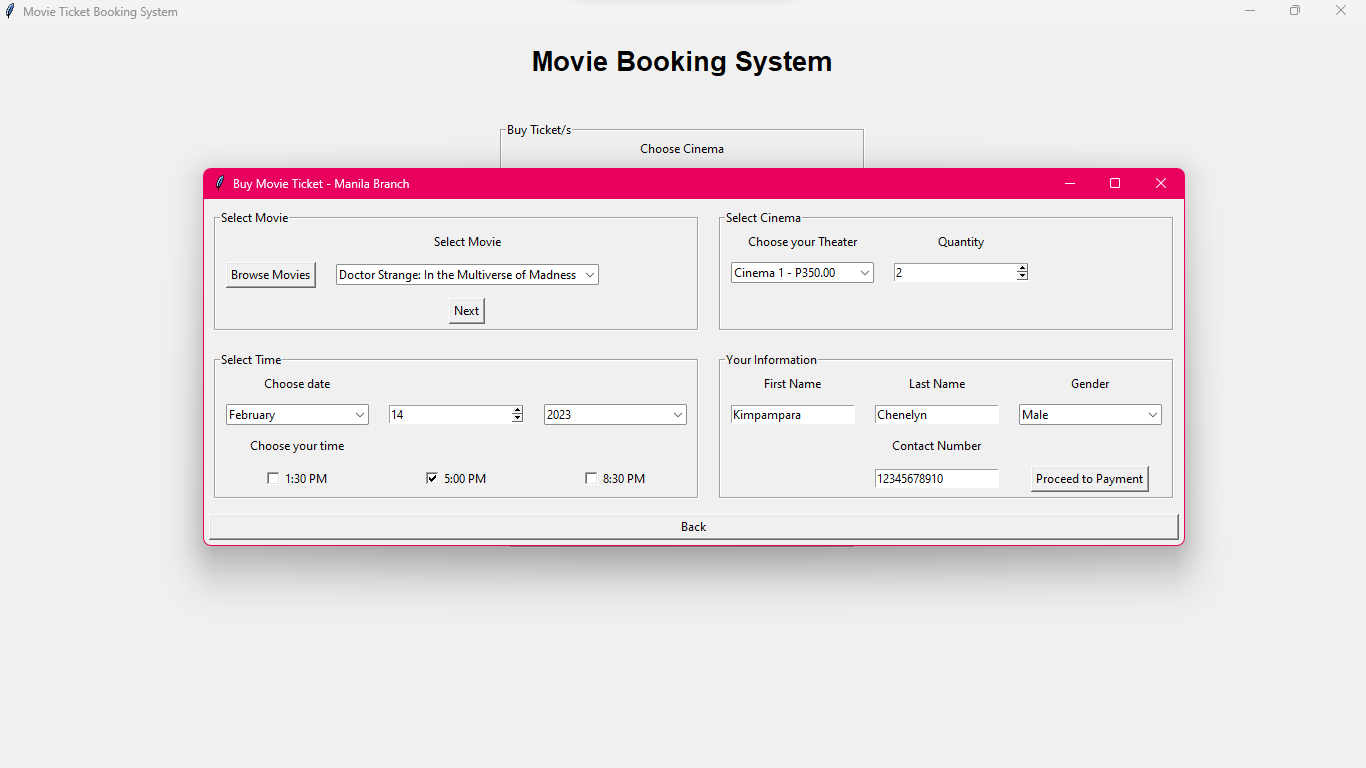 Movie Ticket Booking System
Movie Booking System
Buy Ticket/s
Choose Cinema
Buy Movie Ticket - Manila Branch
Select Movie
Select Movie
Browse Movies
Doctor Strange: In the Multiverse of Madness
Next
Select Cinema
Choose your Theater Quantity
Cinema 1 - P350.00 2
Select Time
Choose date
February 14 2023
Choose your time
1:30 PM 5:00 PM 8:30 PM
Your Information
First Name Last Name Gender
Kimpampara Chenelyn Male
Contact Number
12345678910 Proceed to Payment
Back